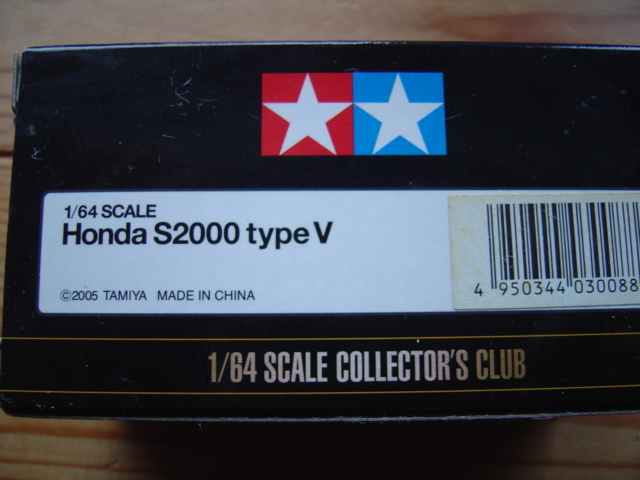 1/64 SCALE
Honda S2000 type V
©2005 TAMIYA MADE IN CHINA
4 950344 030088
1/64 SCALE COLLECTOR'S CLUB